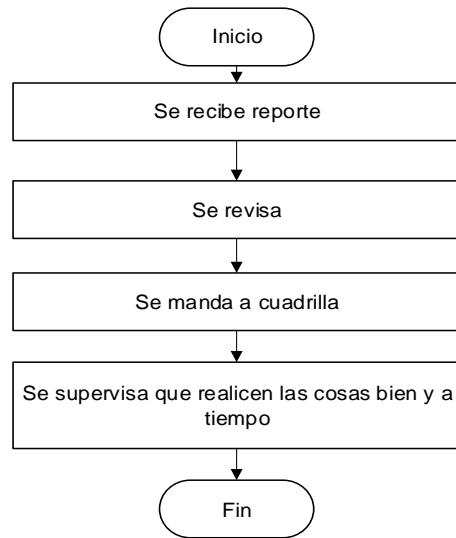 Inicio
Se recibe reporte
Se revisa
Se manda a cuadrilla
Se supervisa que realicen las cosas bien y a
tiempo
Fin